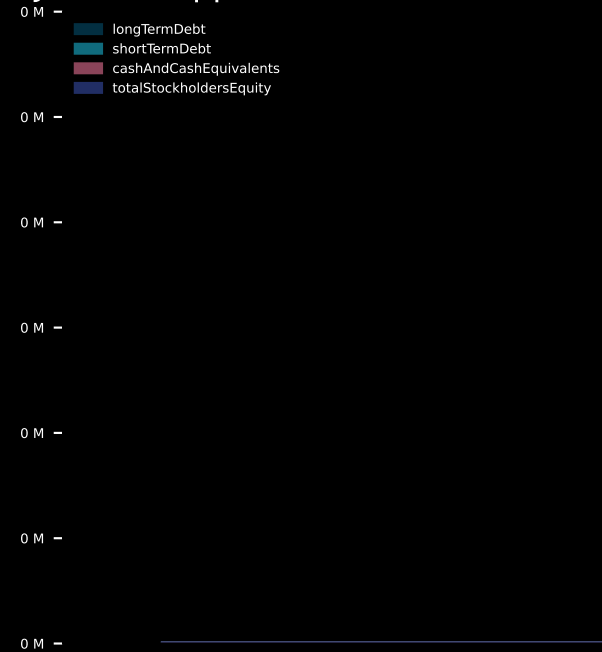 0 M
longTermDebt
shortTermDebt
cashAndCashEquivalents
totalStockholdersEquity
0 M
0 M
0 M
0 M
0 M
0 M